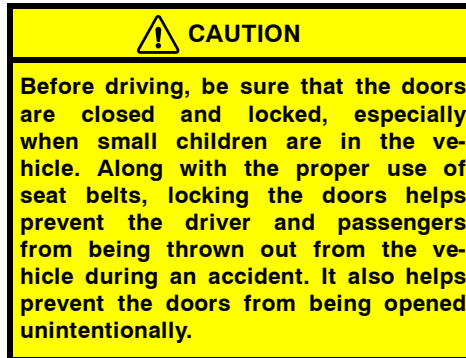 CAUTION
Before driving, be sure that the doors
are closed and locked, especially
when small children are in the ve-
hicle. Along with the proper use of
seat belts, locking the doors helps
prevent the driver and passengers
from being thrown out from the ve-
hicle during an accident. It also helps
prevent the doors from being opened
unintentionally.